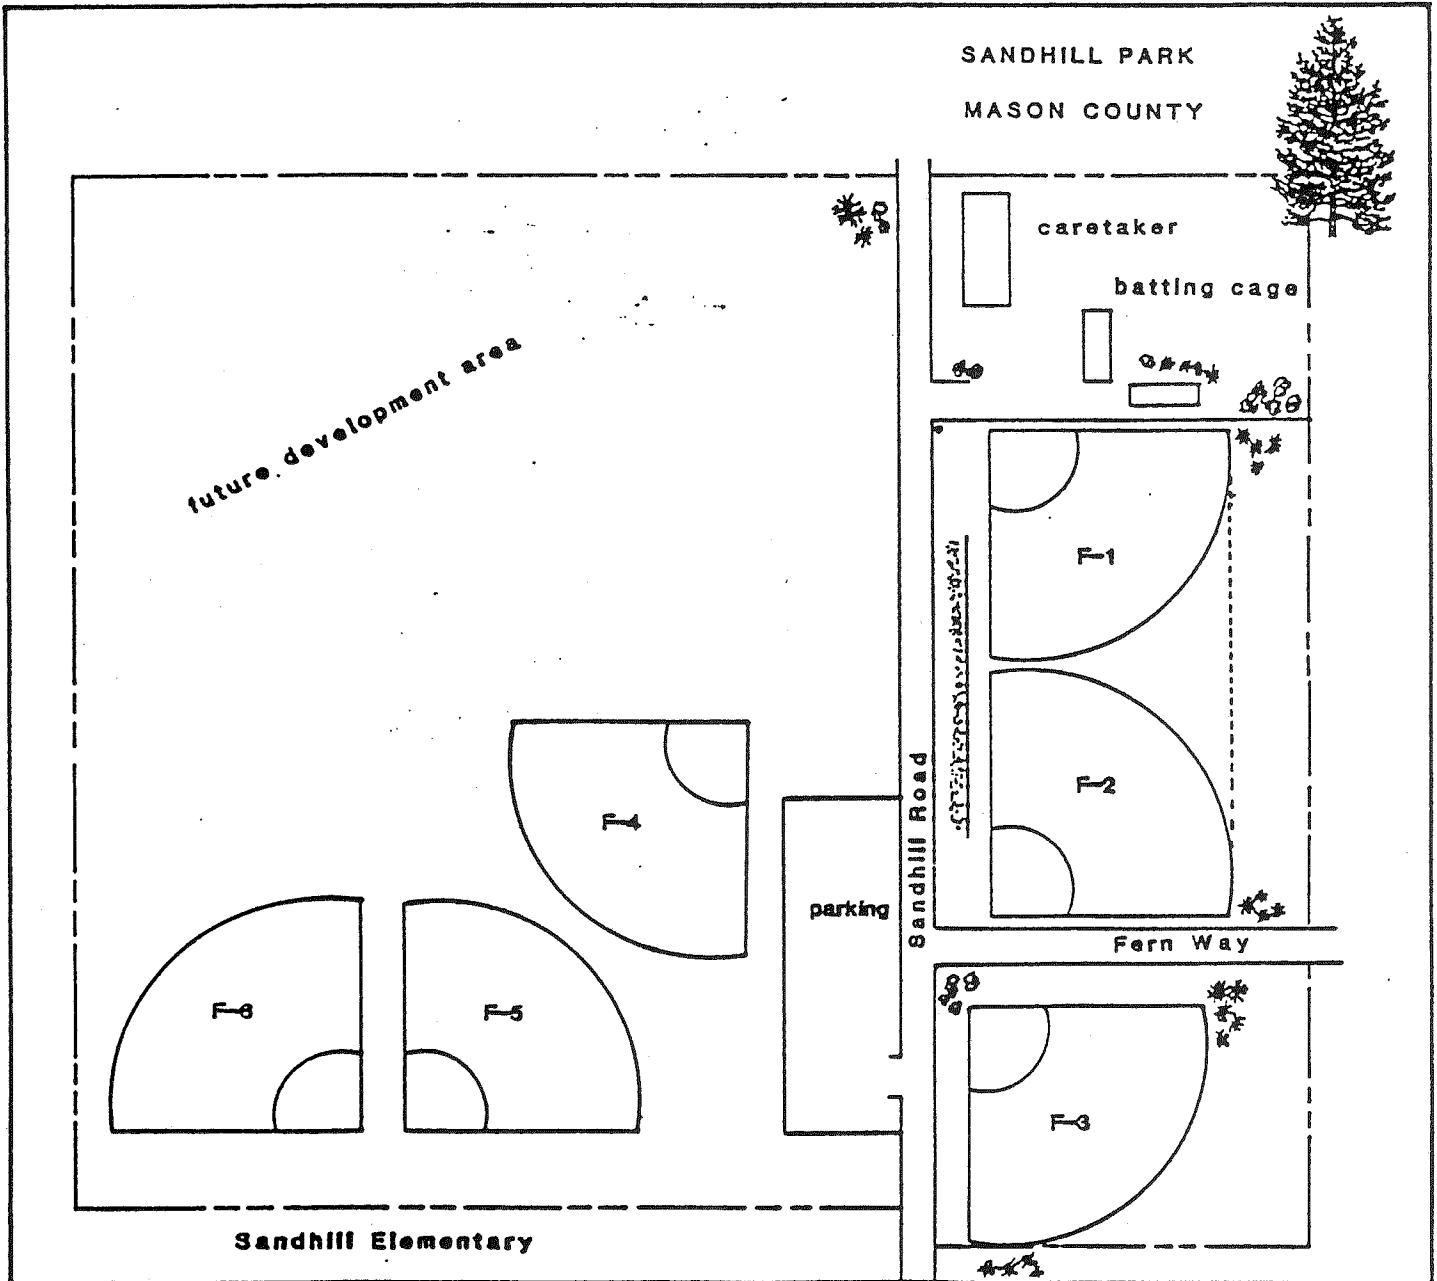 SANDHILL PARK
MASON COUNTY
caretaker
batting cage
future development area
F-1
F-2
Sandhill Road
F-4
parking
Fern Way
F-6
F-5
F-3
Sandhill Elementary